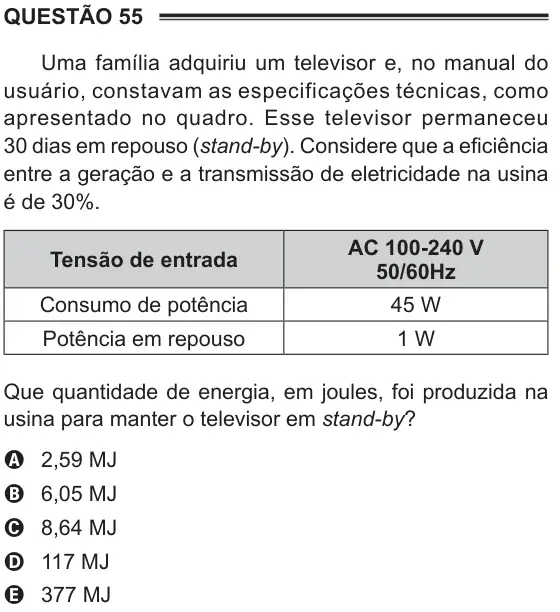 QUESTÃO 55
Uma família adquiriu um televisor e, no manual do
usuário, constavam as especificações técnicas, como
apresentado no quadro. Esse televisor permaneceu
30 dias em repouso (stand-by). Considere que a eficiência
entre a geração e a transmissão de eletricidade na usina
é de 30%.
Tensão de entrada
AC 100-240 V
50/60Hz
Consumo de potência
45 W
Potência em repouso
1 W
Que quantidade de energia, em joules, foi produzida na
usina para manter o televisor em stand-by?
A 2,59 MJ
B 6,05 MJ
C 8,64 MJ
D 117 MJ
E 377 MJ